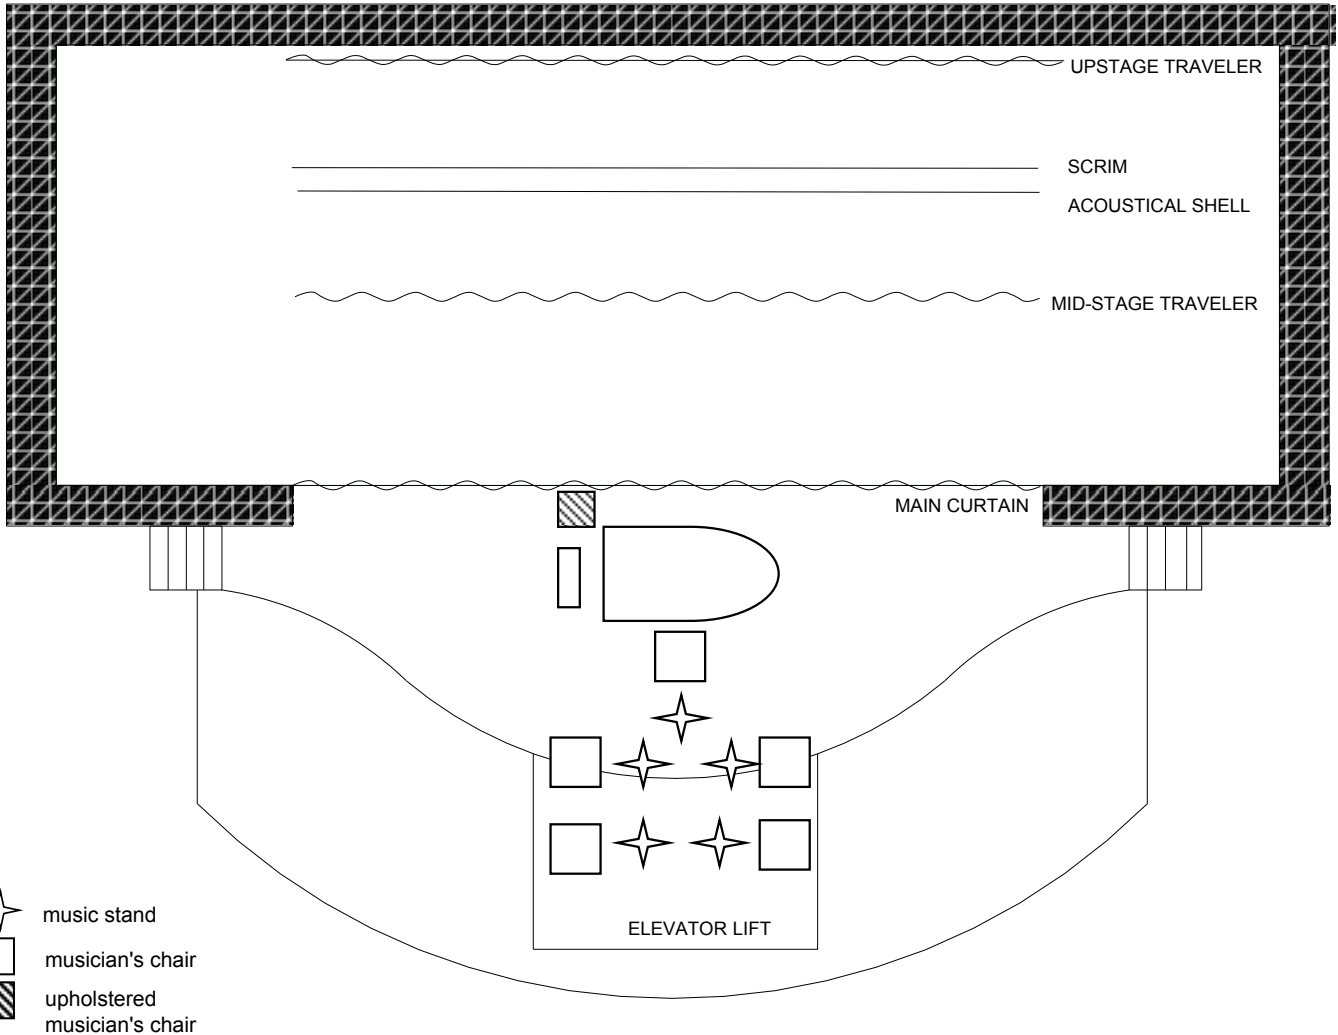 UPSTAGE TRAVELER
SCRIM
ACOUSTICAL SHELL
MID-STAGE TRAVELER
MAIN CURTAIN
ELEVATOR LIFT
music stand
musician's chair
upholstered
musician's chair